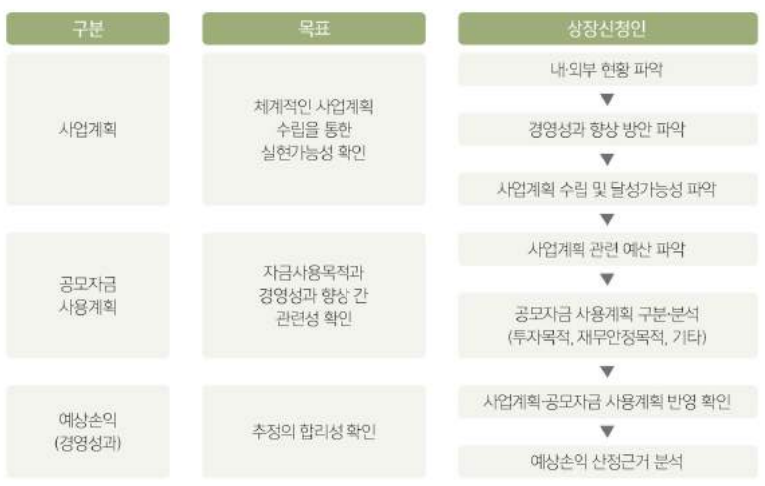 구분
목표
상장신청인
사업계획
체계적인 사업계획
수립을 통한
실현가능성 확인
내·외부 현황 파악
▼
경영성과 향상 방안 파악
▼
사업계획 수립 및 달성가능성 파악
▼
공모자금
사용계획
자금사용목적과
경영성과 향상 간
관련성 확인
사업계획 관련 예산 파악
▼
공모자금 사용계획 구분·분석
(투자목적, 재무안정목적, 기타)
▼
예상손익
(경영성과)
추정의 합리성 확인
사업계획·공모자금 사용계획 반영 확인
▼
예상손익 산정근거 분석